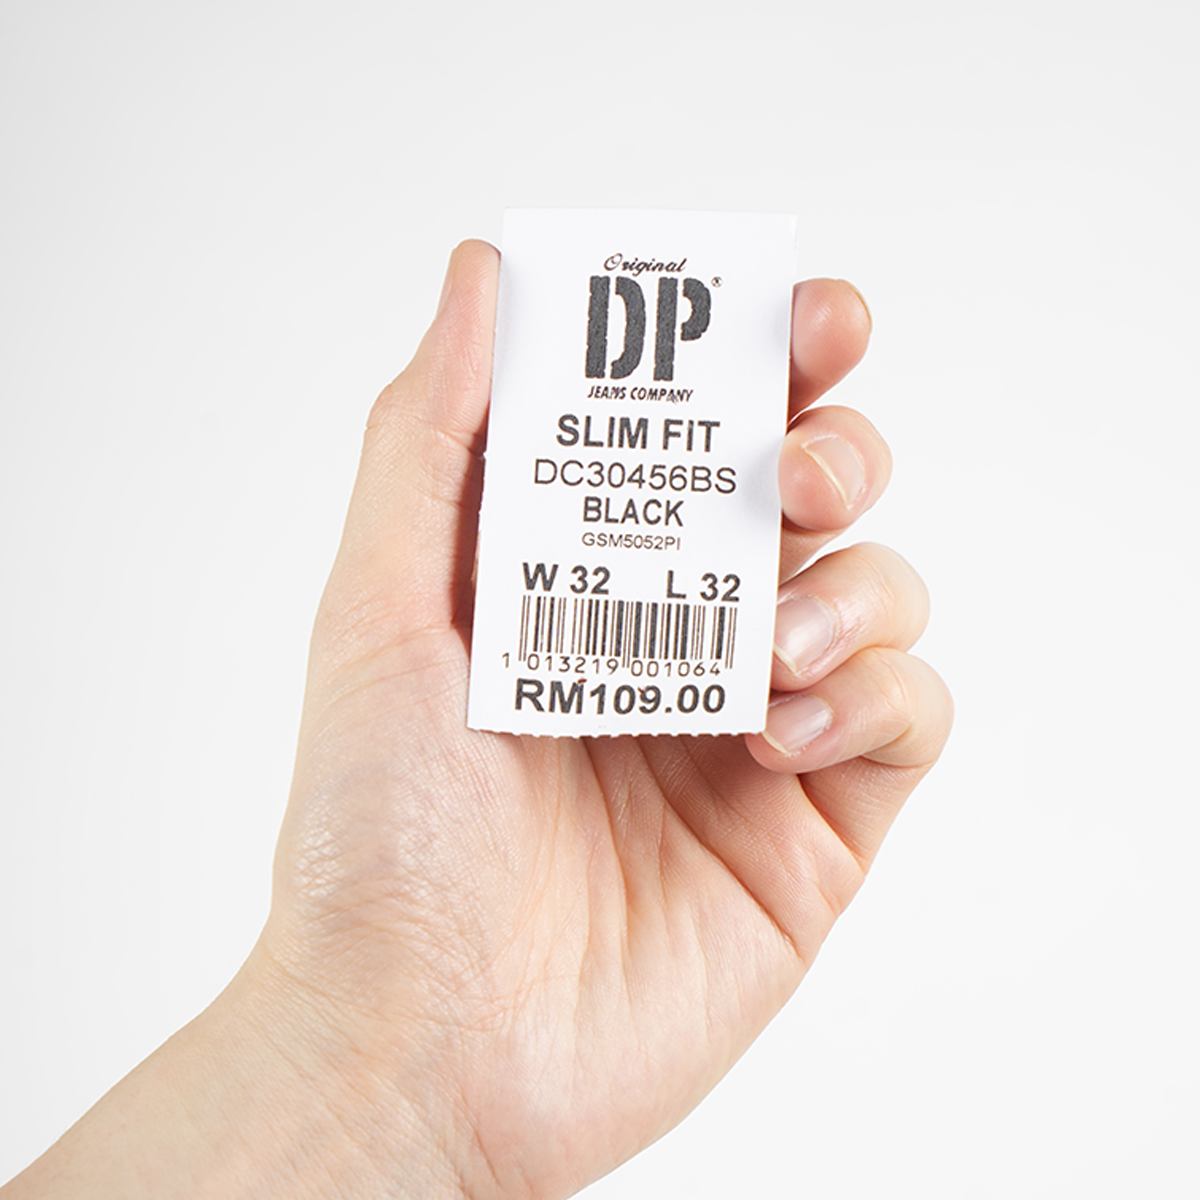 Original
DP®
JEANS COMPANY
SLIM FIT
DC30456BS
BLACK
GSM5052PI
W 32 L 32
1 013219 001064
RM109.00